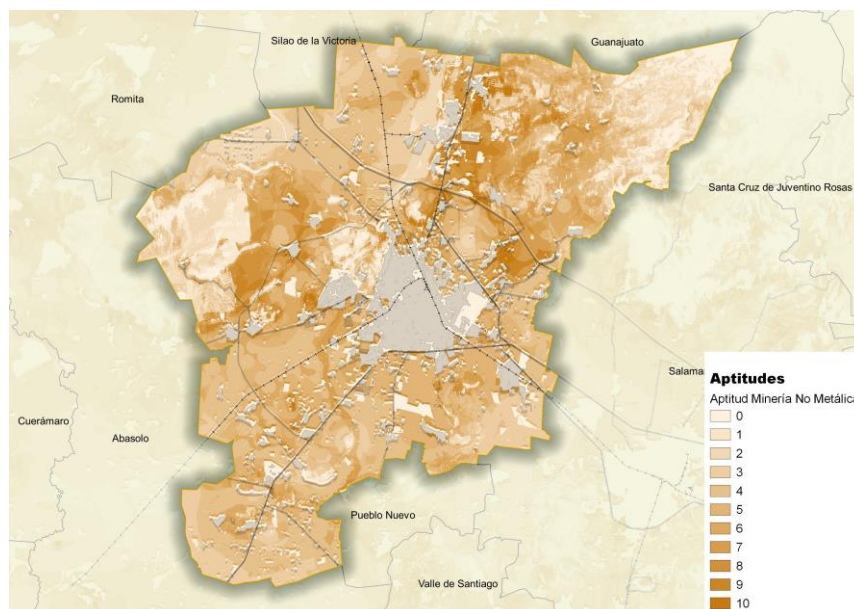 Silao de la Victoria
Guanajuato
Romita
Santa Cruz de Juventino Rosas
Salama
Cuerámaro
Abasolo
Pueblo Nuevo
Valle de Santiago
Aptitudes
Aptitud Minería No Metálica
0
1
2
3
4
5
6
7
8
9
10